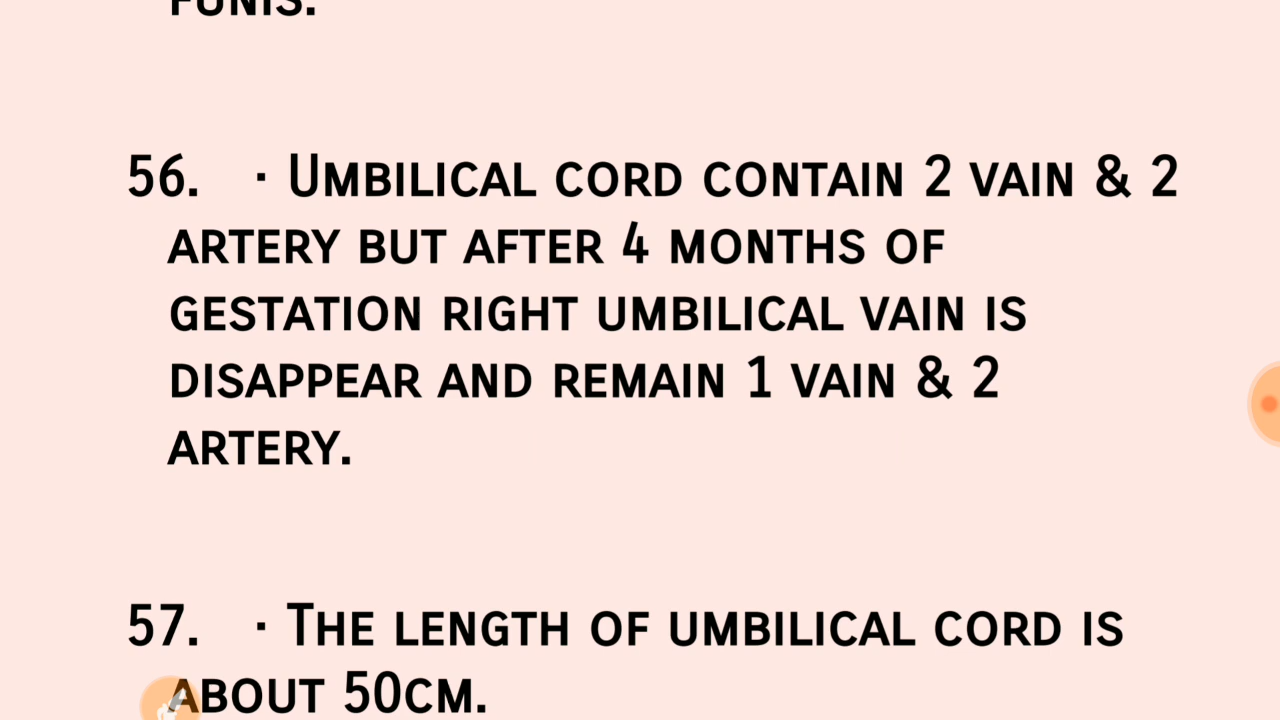 FUNIS.
56. · UMBILICAL CORD CONTAIN 2 VAIN & 2
ARTERY BUT AFTER 4 MONTHS OF
GESTATION RIGHT UMBILICAL VAIN IS
DISAPPEAR AND REMAIN 1 VAIN & 2
ARTERY.
57. · THE LENGTH OF UMBILICAL CORD IS
ABOUT 50CM.